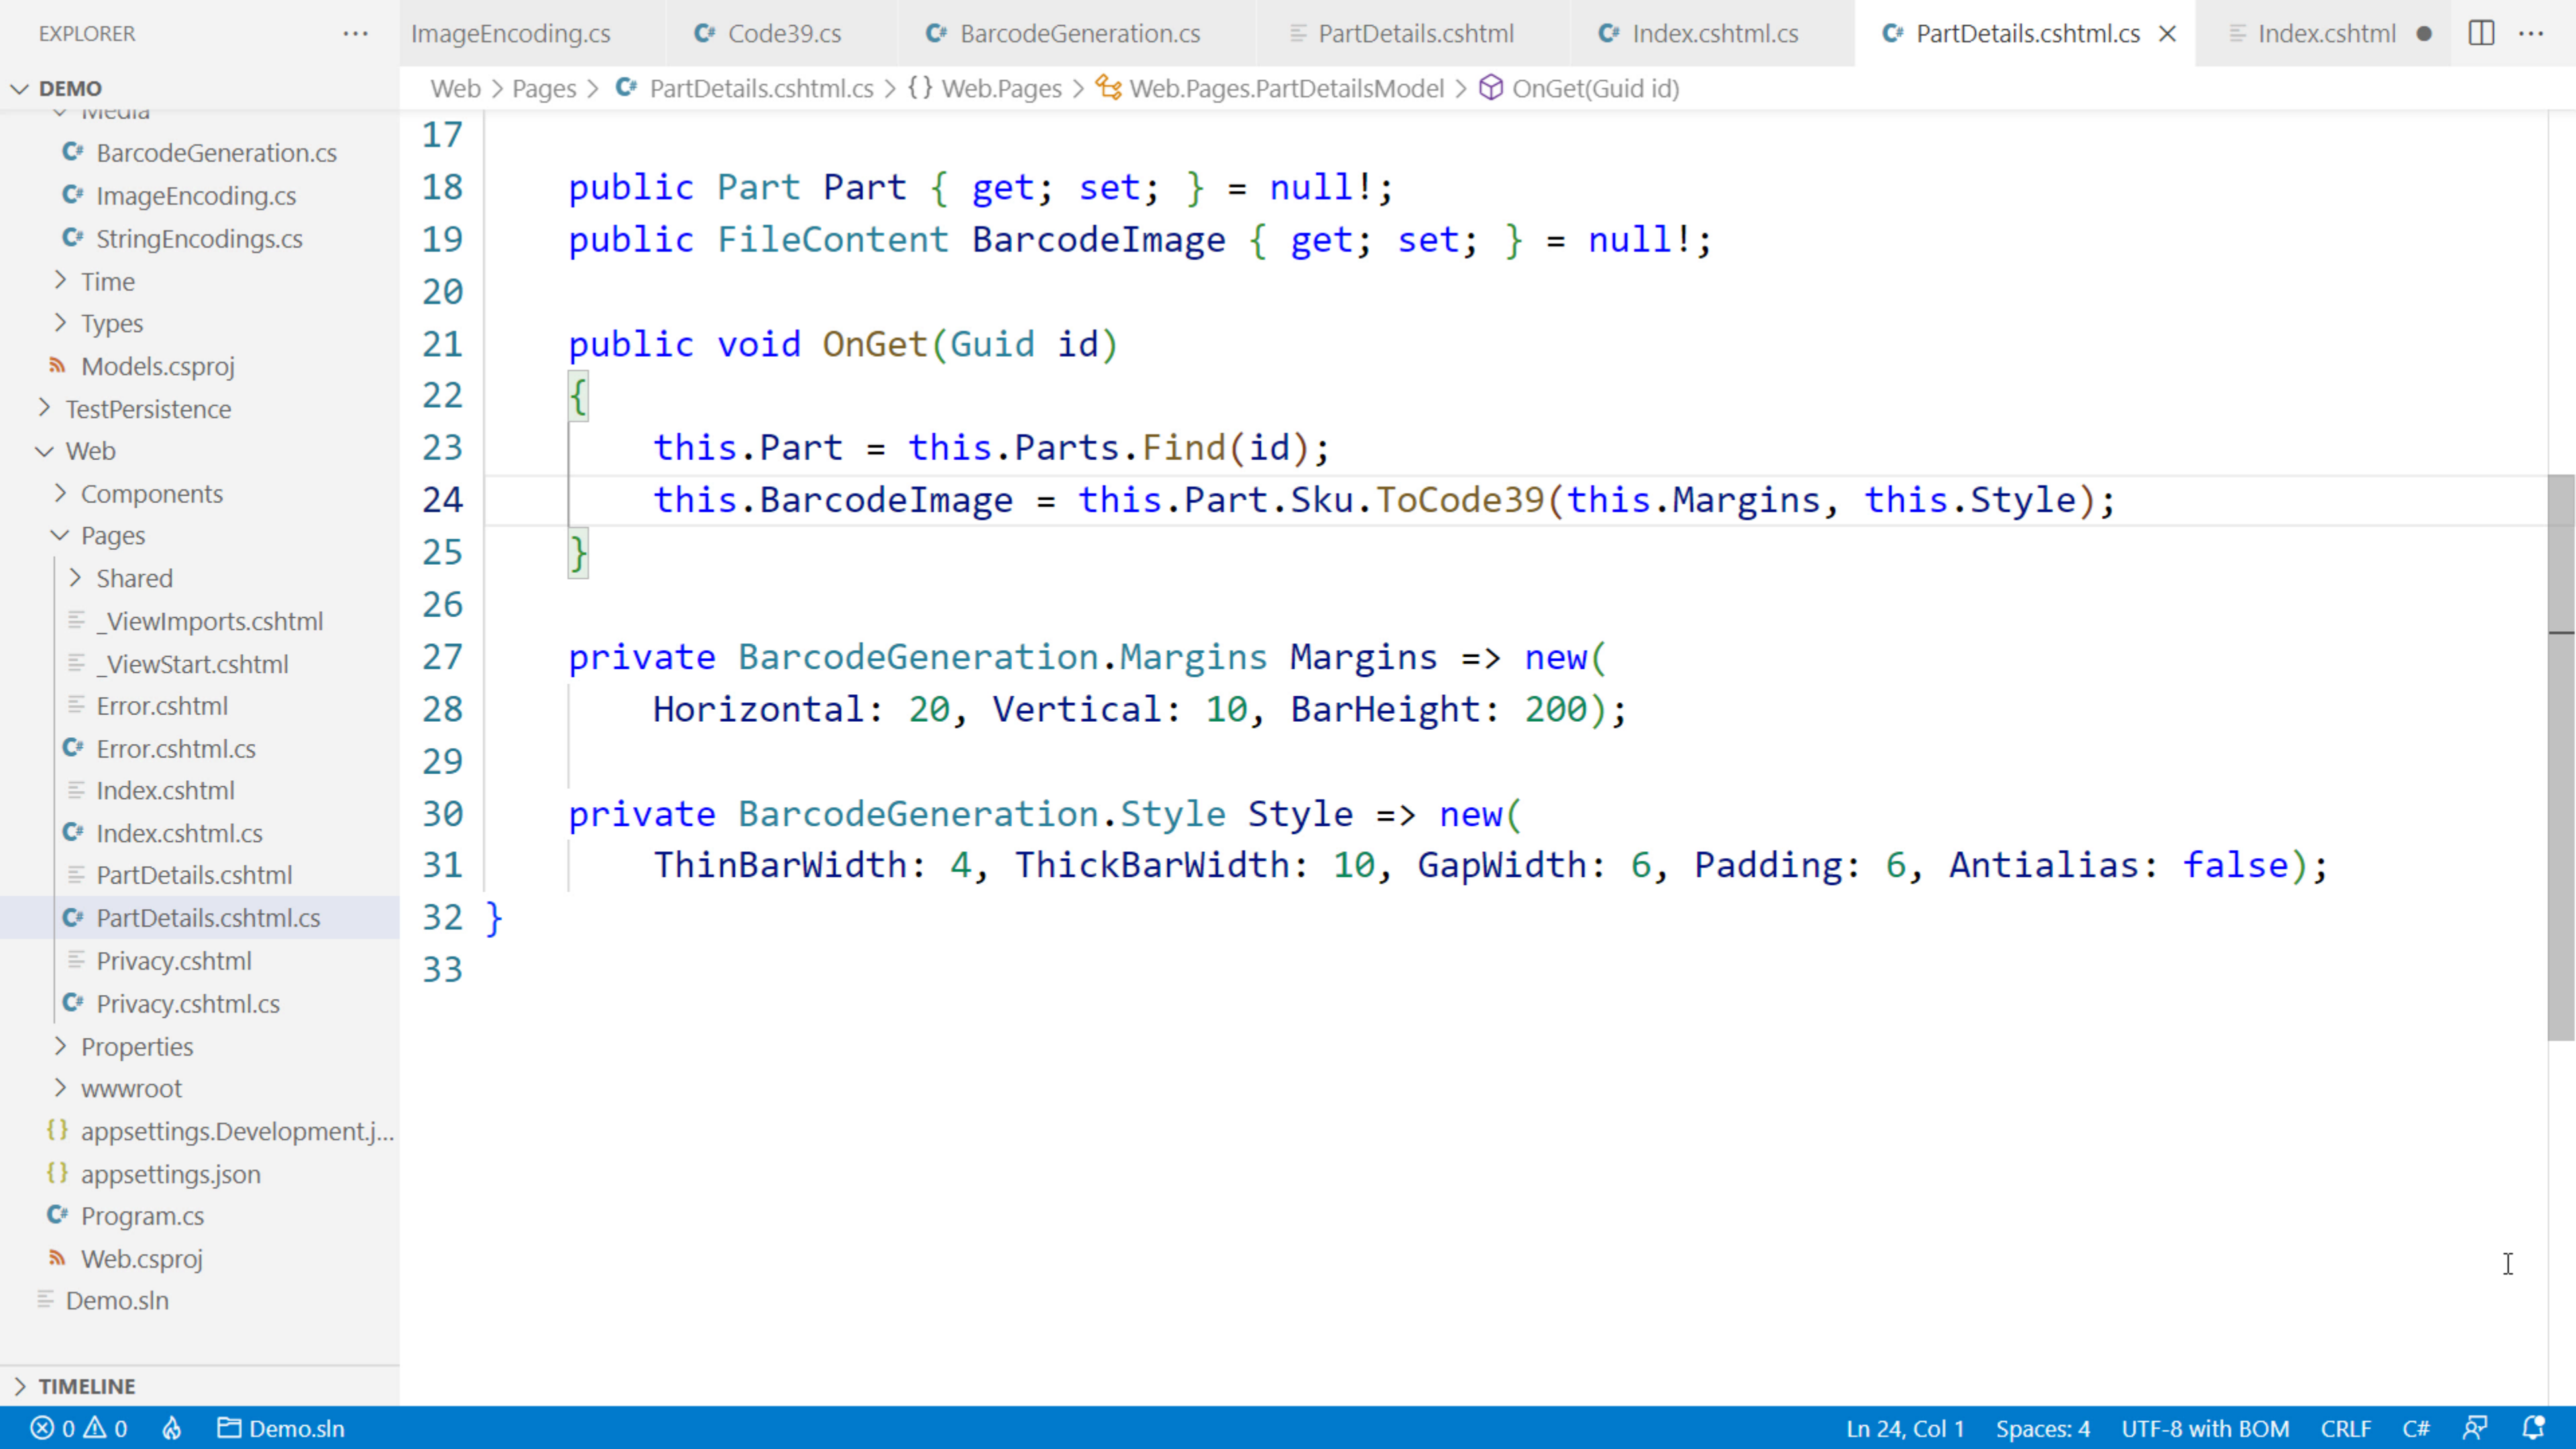 EXPLORER
DEMO
Media
BarcodeGeneration.cs
ImageEncoding.cs
StringEncodings.cs
Time
Types
Models.csproj
TestPersistence
Web
Components
Pages
Shared
_ViewImports.cshtml
_ViewStart.cshtml
Error.cshtml
Error.cshtml.cs
Index.cshtml
Index.cshtml.cs
PartDetails.cshtml
PartDetails.cshtml.cs
Privacy.cshtml
Privacy.cshtml.cs
Properties
wwwroot
appsettings.Development.j...
appsettings.json
Program.cs
Web.csproj
Demo.sln
TIMELINE
ImageEncoding.cs Code39.cs BarcodeGeneration.cs PartDetails.cshtml Index.cshtml.cs PartDetails.cshtml.cs Index.cshtml
Web > Pages > PartDetails.cshtml.cs > {} Web.Pages > Web.Pages.PartDetailsModel > OnGet(Guid id)
17
18 public Part Part { get; set; } = null!;
19 public FileContent BarcodeImage { get; set; } = null!;
20
21 public void OnGet(Guid id)
22 {
23 this.Part = this.Parts.Find(id);
24 this.BarcodeImage = this.Part.Sku.ToCode39(this.Margins, this.Style);
25 }
26
27 private BarcodeGeneration.Margins Margins => new(
28 Horizontal: 20, Vertical: 10, BarHeight: 200);
29
30 private BarcodeGeneration.Style Style => new(
31 ThinBarWidth: 4, ThickBarWidth: 10, GapWidth: 6, Padding: 6, Antialias: false);
32 }
33
0 0 Demo.sln Ln 24, Col 1 Spaces: 4 UTF-8 with BOM CRLF C#